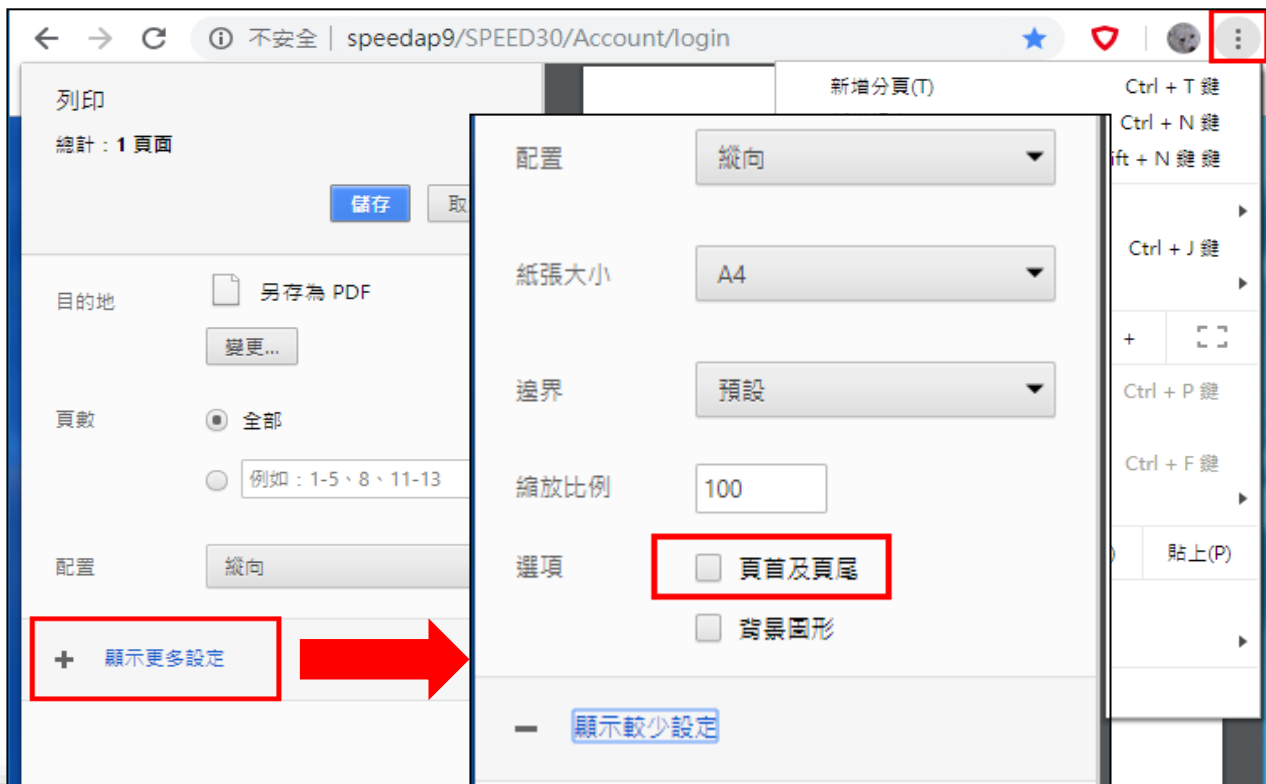 不安全 | speedap9/SPEED30/Account/login
列印
總計：1 頁面
儲存
取
目的地
另存為 PDF
變更...
頁數
全部
例如：1-5、8、11-13
配置
縱向
+ 顯示更多設定
配置
縱向
紙張大小
A4
邊界
預設
縮放比例
100
選項
頁首及頁尾
背景圖形
顯示較少設定
新增分頁(T)
Ctrl + T 鍵
Ctrl + N 鍵
ift + N 鍵 鍵
Ctrl + J 鍵
+
Ctrl + P 鍵
Ctrl + F 鍵
)
貼上(P)